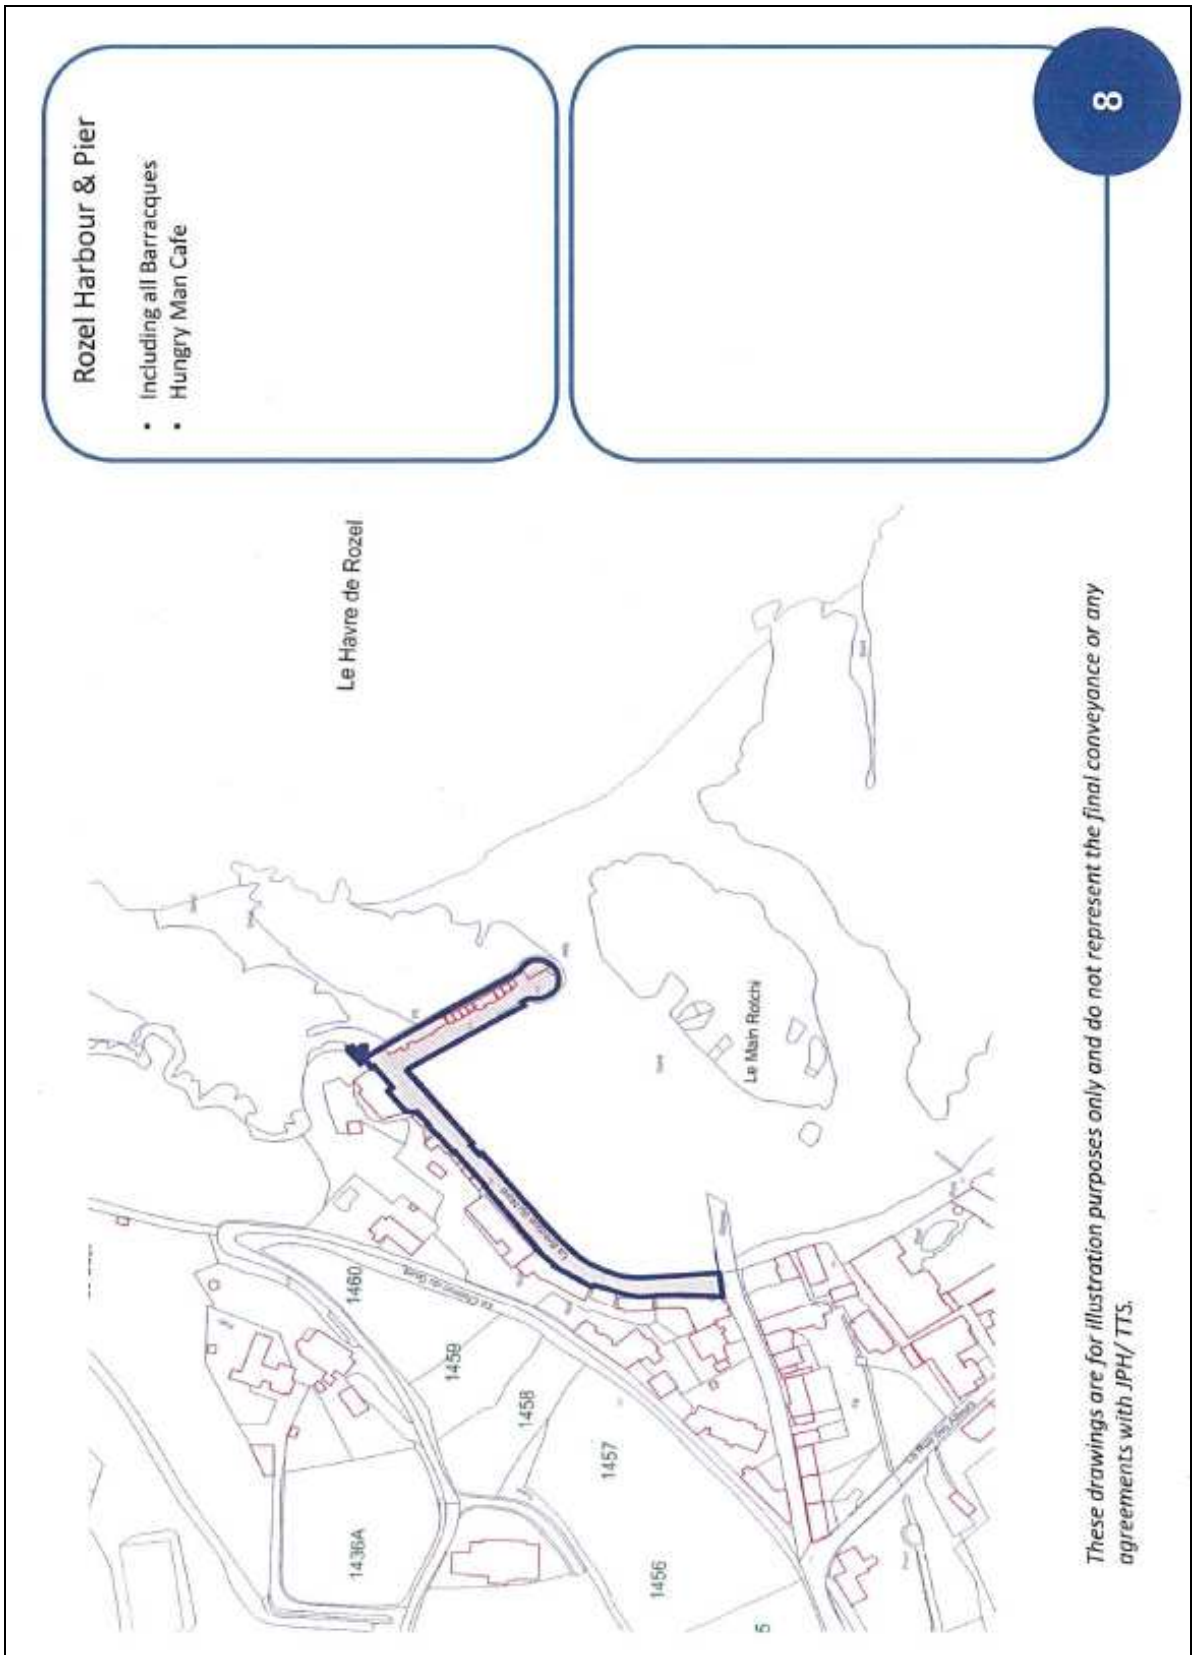 Rozel Harbour & Pier
• Including all Barracques
• Hungry Man Cafe
8
Le Havre de Rozel
Le Main Rotchi
1460
1459
1458
1457
1456
1436A
5
These drawings are for illustration purposes only and do not represent the final conveyance or any
agreements with JPH/ TTS.